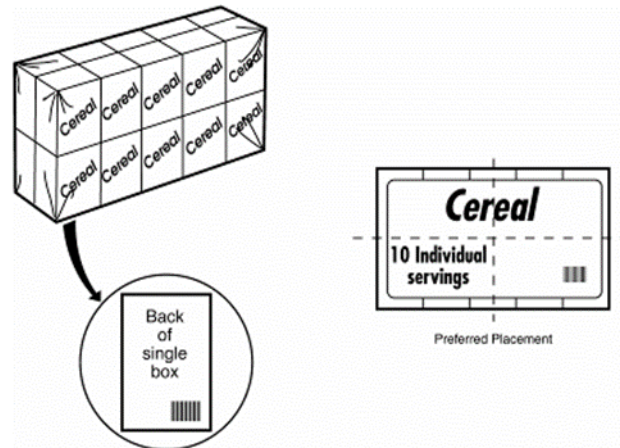 Cereal Cereal Cereal Cereal Cereal
Cereal Cereal Cereal Cereal Cereal
Back
of
single
box
Cereal
10 Individual
servings
Preferred Placement